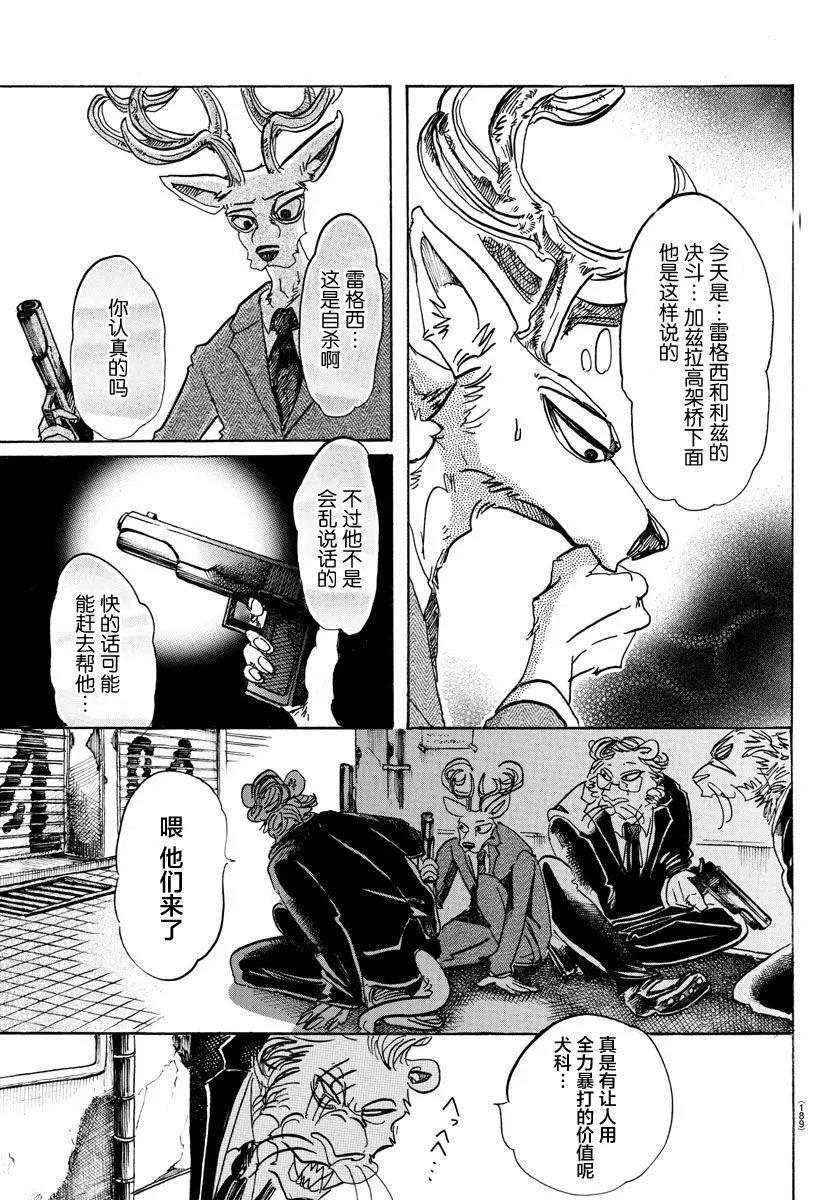 今天是…雷格西和利兹的
决斗…加兹拉高架桥下面
他是这样说的
雷格西…
这是自杀啊
你认真的吗
不过他不是
会乱说话的
快的话可能
能赶去帮他…
喂 他们来了
真是有让人用
全力暴打的价值呢
犬科…
へっへっ
(189)